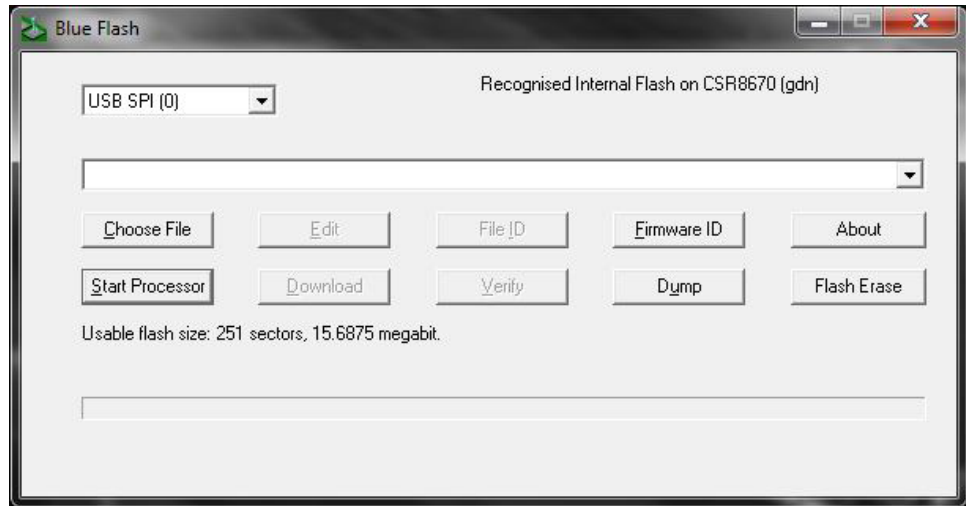 Blue Flash
USB SPI (0)
Recognised Internal Flash on CSR8670 (gdn)
Choose File
Edit
File ID
Firmware ID
About
Start Processor
Download
Verify
Dump
Flash Erase
Usable flash size: 251 sectors, 15.6875 megabit.